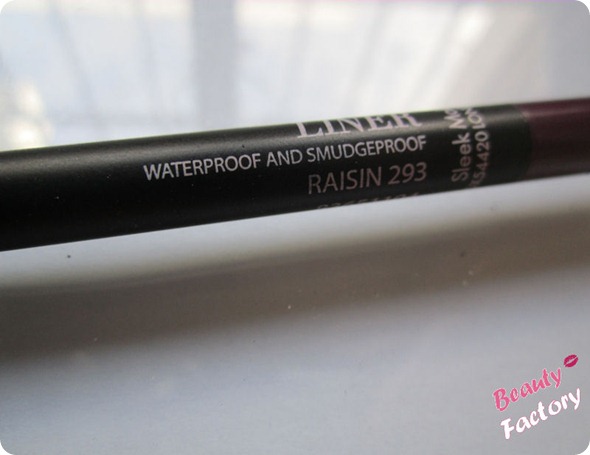 LINER
WATERPROOF AND SMUDGEPROOF
RAISIN 293
Sleek
Beauty
Factory